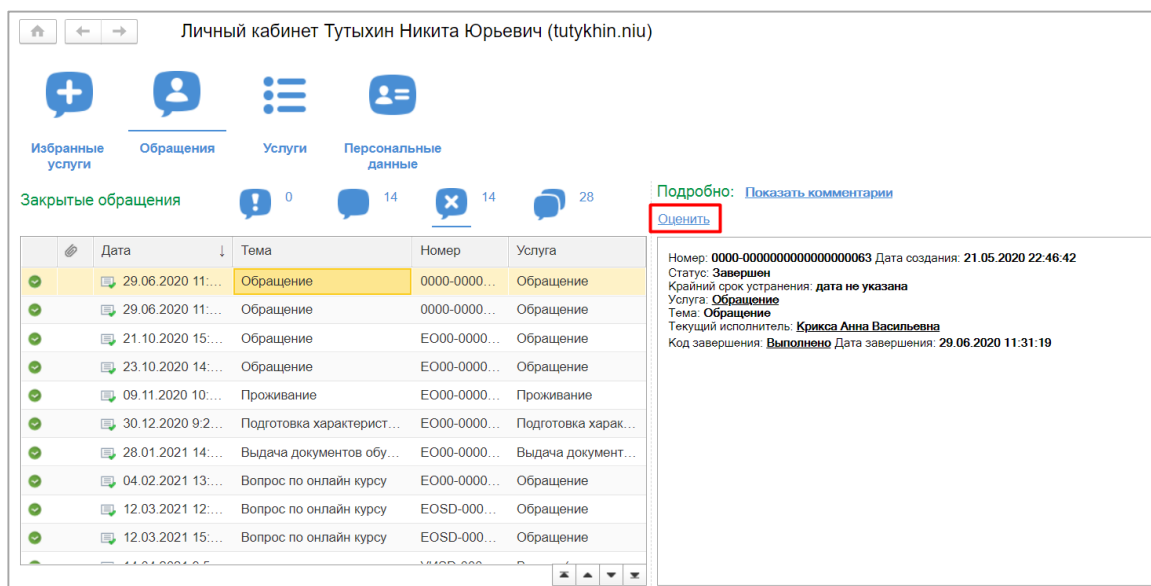 Личный кабинет Тутыхин Никита Юрьевич (tutykhin.niu)
Избранные услуги
Обращения
Услуги
Персональные данные
Закрытые обращения
0
14
14
28
Подробно: Показать комментарии
Оценить
Дата ↓ Тема Номер Услуга
29.06.2020 11:... Обращение 0000-0000... Обращение
29.06.2020 11:... Обращение 0000-0000... Обращение
21.10.2020 15:... Обращение ЕО00-0000... Обращение
23.10.2020 14:... Обращение ЕО00-0000... Обращение
09.11.2020 10:... Проживание ЕО00-0000... Проживание
30.12.2020 9:2... Подготовка характерист... ЕО00-0000... Подготовка харак...
28.01.2021 14:... Выдача документов обу... ЕО00-0000... Выдача документ...
04.02.2021 13:... Вопрос по онлайн курсу ЕО00-0000... Обращение
12.03.2021 12:... Вопрос по онлайн курсу EOSD-000... Обращение
12.03.2021 15:... Вопрос по онлайн курсу EOSD-000... Обращение
Номер: 0000-0000000000000000063 Дата создания: 21.05.2020 22:46:42
Статус: Завершен
Крайний срок устранения: дата не указана
Услуга: Обращение
Тема: Обращение
Текущий исполнитель: Крикса Анна Васильевна
Код завершения: Выполнено Дата завершения: 29.06.2020 11:31:19